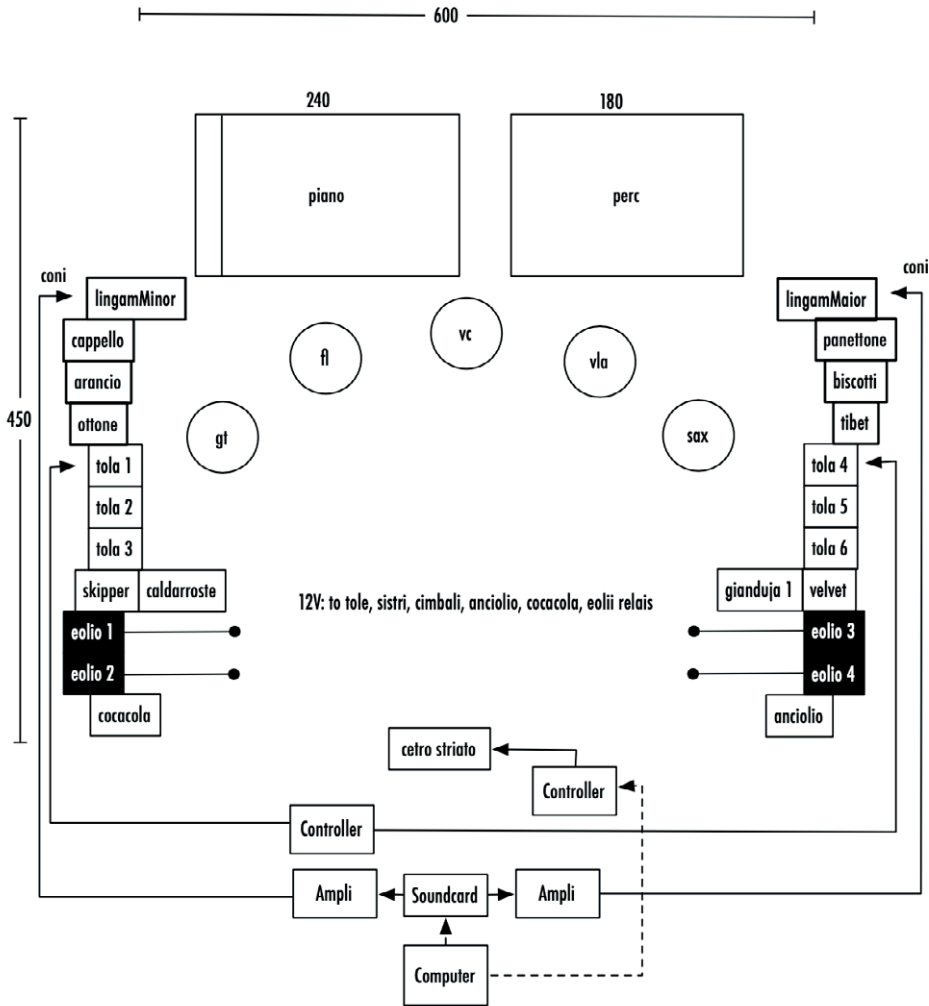 600
240
180
piano
perc
coni
coni
lingamMinor
lingamMaior
cappello
panettone
fl
vc
vla
arancio
biscotti
450
ottone
tibet
gt
sax
tola 1
tola 4
tola 2
tola 5
tola 3
tola 6
skipper
caldarroste
gianduja 1
velvet
12V: to tole, sistri, cimbali, anciolio, cocacola, eolii relais
eolio 1
eolio 3
eolio 2
eolio 4
cocacola
anciolio
cetro striato
Controller
Controller
Ampli
Soundcard
Ampli
Computer